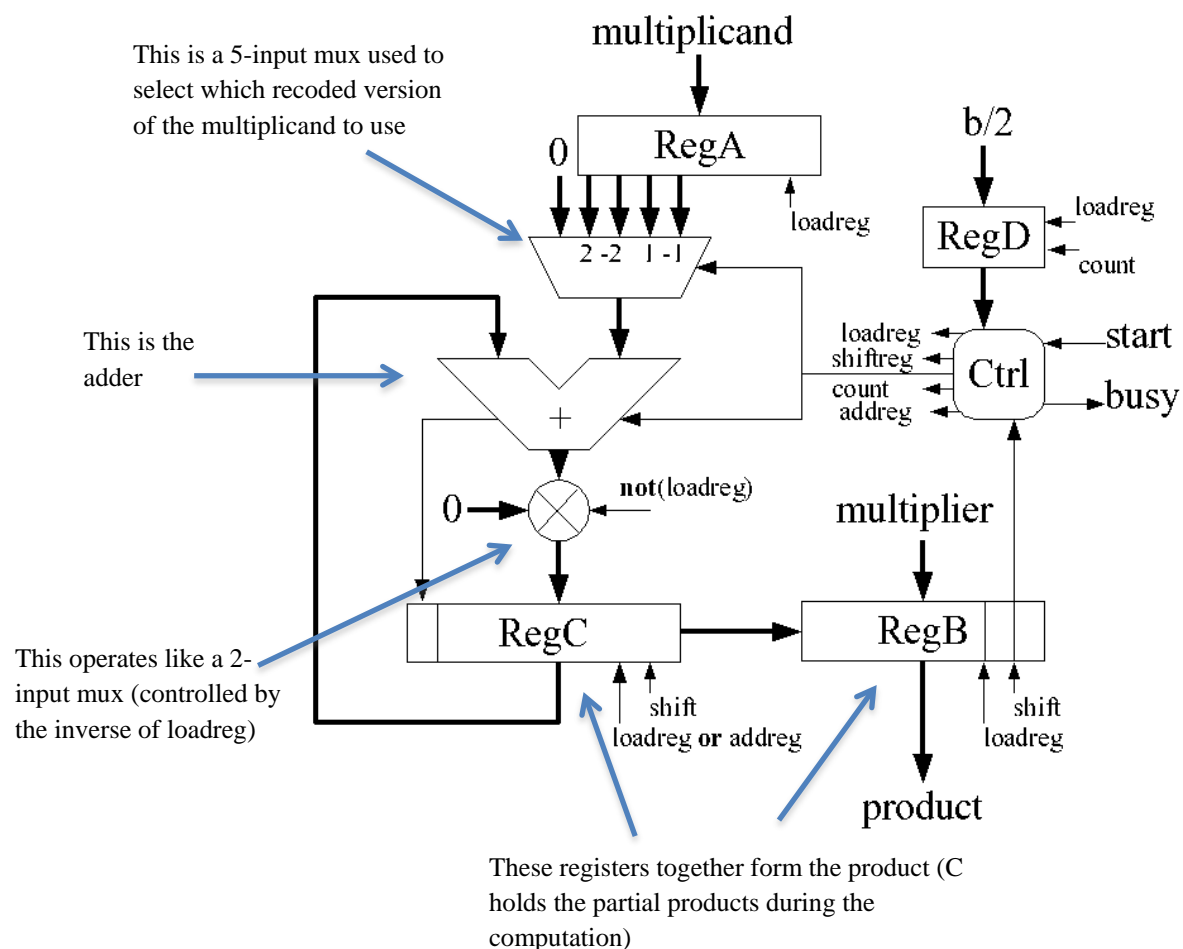 multiplicand
This is a 5-input mux used to
select which recoded version
of the multiplicand to use
b/2
RegA
0
loadreg
RegD
loadreg
count
2 -2 1 -1
This is the
adder
loadreg
shiftreg
count
addreg
Ctrl
start
busy
+
not(loadreg)
0
multiplier
RegC
RegB
This operates like a 2-
input mux (controlled by
the inverse of loadreg)
shift
loadreg or addreg
shift
loadreg
product
These registers together form the product (C
holds the partial products during the
computation)